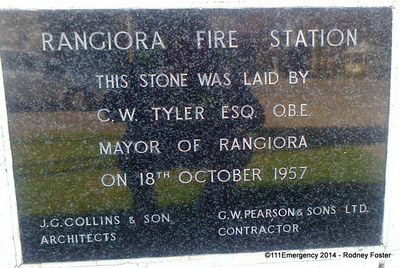 RANGIORA FIRE STATION
THIS STONE WAS LAID BY
C.W. TYLER ESQ. O.B.E.
MAYOR OF RANGIORA
ON 18TH OCTOBER 1957
J.G. COLLINS & SON
ARCHITECTS
G.W. PEARSON & SONS LTD.
CONTRACTOR
©111Emergency 2014 - Rodney Foster